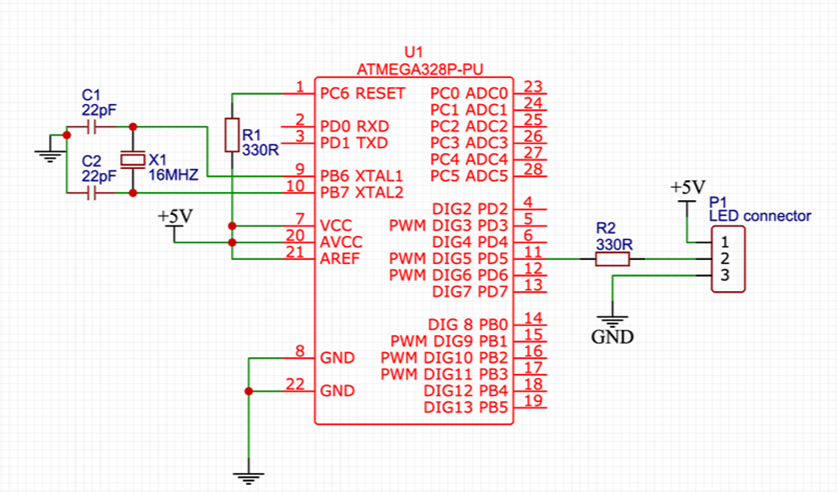 U1
ATMEGA328P-PU
1 PC6 RESET PC0 ADC0 23
PC1 ADC1 24
2 PD0 RXD PC2 ADC2 25
3 PD1 TXD PC3 ADC3 26
PC4 ADC4 27
9 PB6 XTAL1 PC5 ADC5 28
10 PB7 XTAL2
DIG2 PD2 4
7 VCC PWM DIG3 PD3 5
20 AVCC DIG4 PD4 6
21 AREF PWM DIG5 PD5 11
PWM DIG6 PD6 12
DIG7 PD7 13
DIG 8 PB0 14
PWM DIG9 PB1 15
8 GND PWM DIG10 PB2 16
PWM DIG11 PB3 17
22 GND DIG12 PB4 18
DIG13 PB5 19
C1
22pF
C2
22pF
X1
16MHZ
R1
330R
+5V
R2
330R
+5V
P1
LED connector
1
2
3
GND